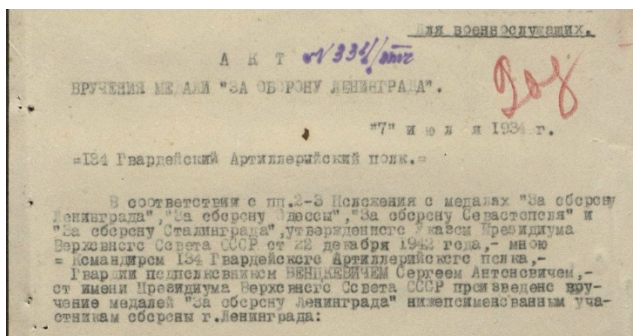 Для военнослужащих.
А К Т
ВРУЧЕНИЯ МЕДАЛИ "ЗА ОБОРОНУ ЛЕНИНГРАДА".
"7" и ю л я 1934 г.
=134 Гвардейский Артиллерийский полк.=
В соответствии с пп.2-3 Положения о медалях "За оборону
Ленинграда","За оборону Одессы","За оборону Севастополя" и
"За оборону Сталинграда",утвержденного Указом Президиума
Верховного Совета СССР от 22 декабря 1942 года,- мною
= Командиром 134 Гвардейского Артиллерийского полка,-
Гвардии подполковником ВЕНЦКЕВИЧЕМ Сергеем Антоновичем,-
от имени Президиума Верховного Совета СССР произведено вру-
чение медалей "За оборону Ленинграда" нижепоименованным уча-
стникам обороны г.Ленинграда: